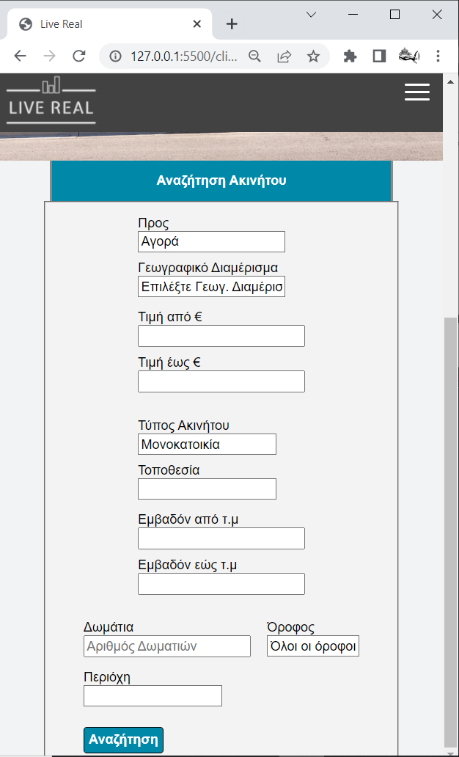 Live Real
127.0.0.1:5500/cli...
LIVE REAL
Αναζήτηση Ακινήτου
Προς
Αγορά
Γεωγραφικό Διαμέρισμα
Επιλέξτε Γεωγ. Διαμέρισ
Τιμή από €
Τιμή έως €
Τύπος Ακινήτου
Μονοκατοικία
Τοποθεσία
Εμβαδόν από τ.μ
Εμβαδόν εώς τ.μ
Δωμάτια Όροφος
Αριθμός Δωματιών Όλοι οι όροφοι
Περιόχη
Αναζήτηση